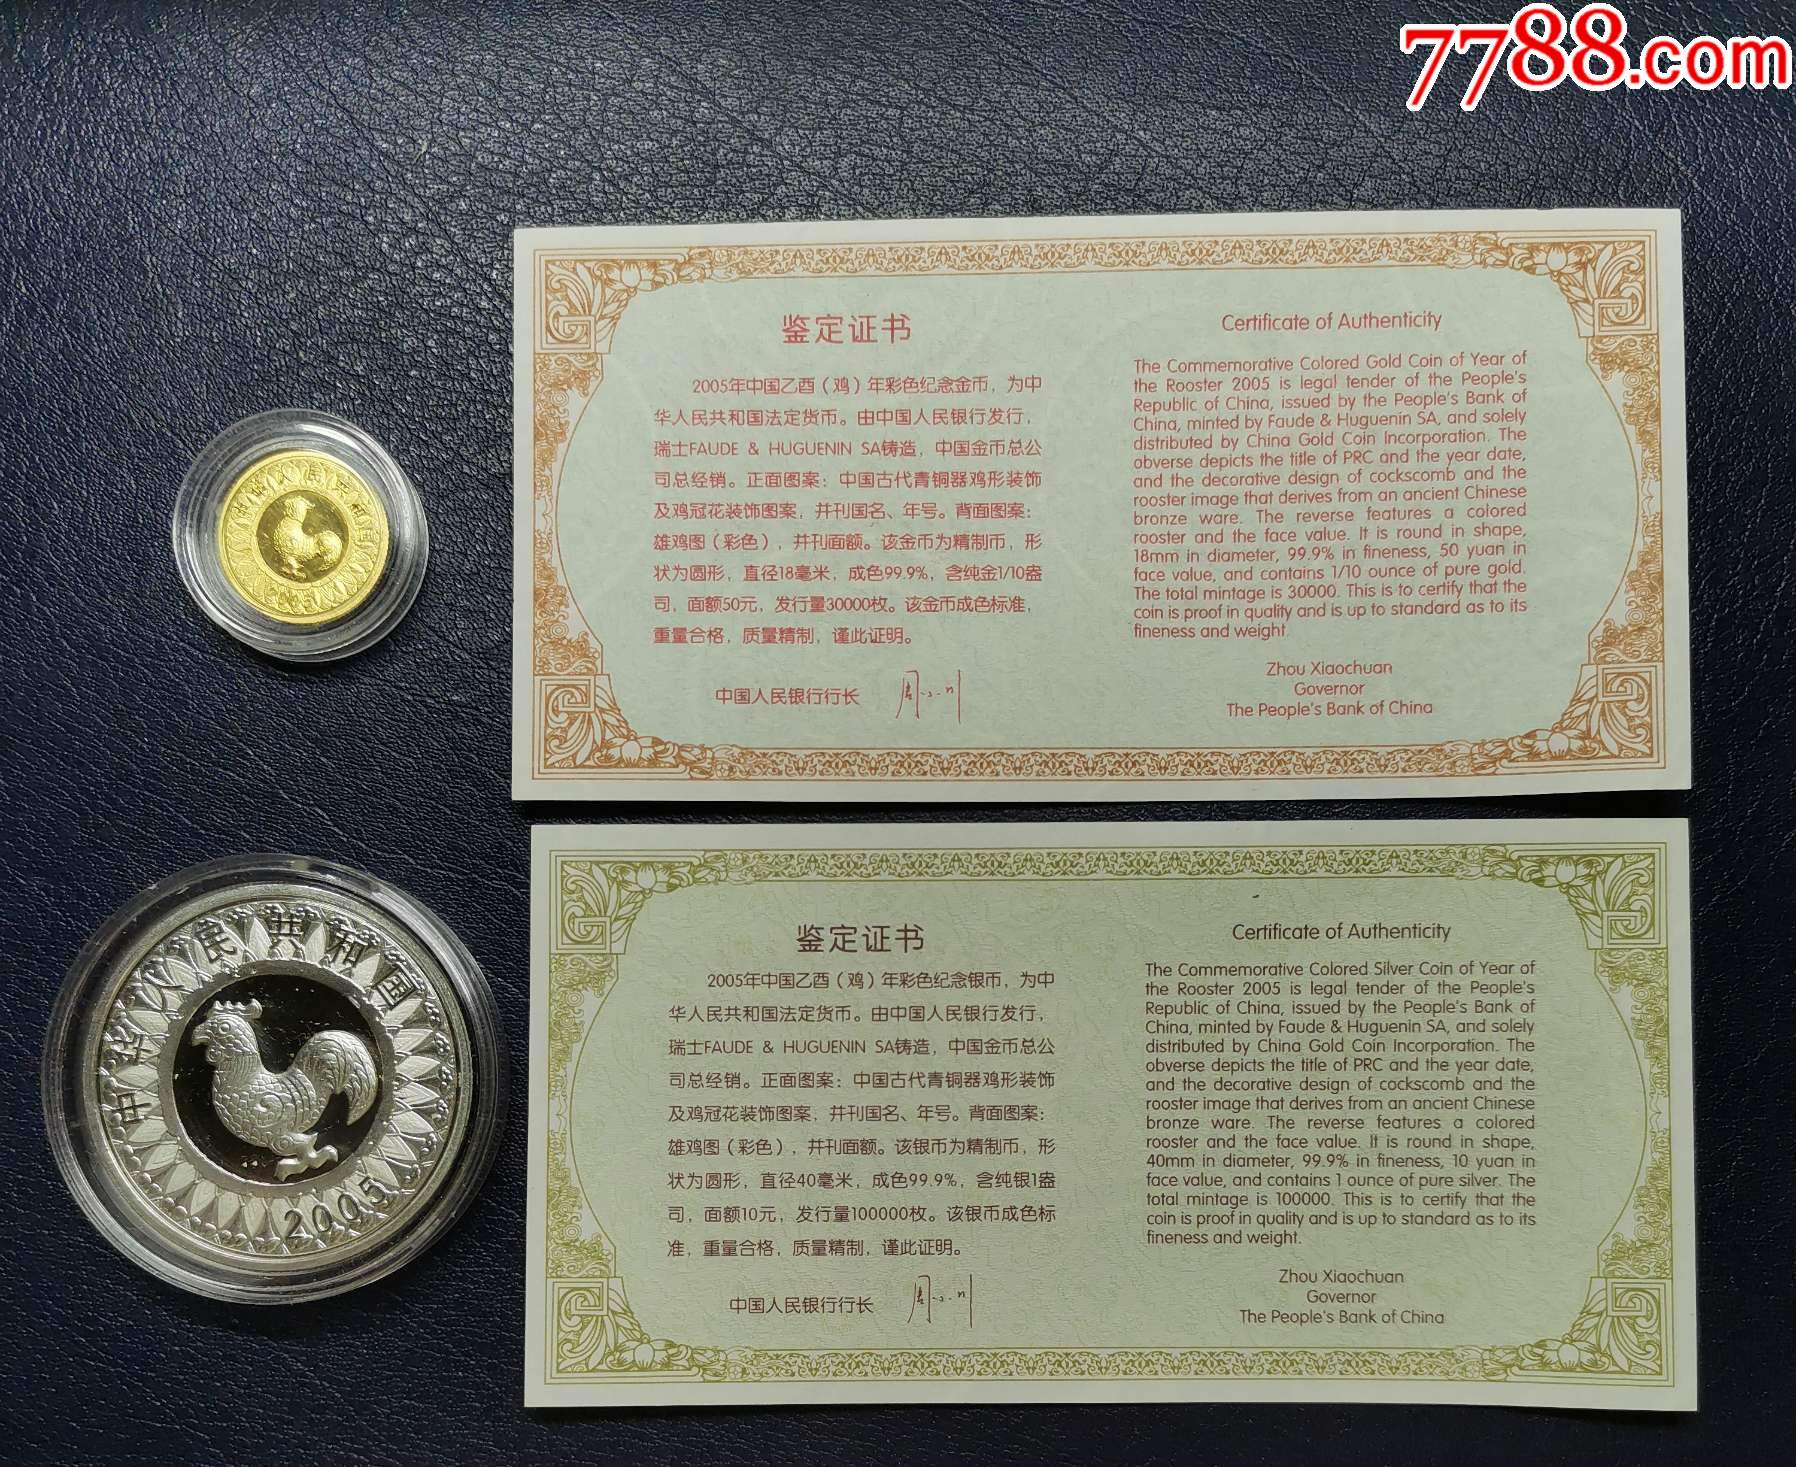 7788.com
中华人民共和国
2005
鉴定证书
2005年中国乙酉（鸡）年彩色纪念金币，为中
华人民共和国法定货币。由中国人民银行发行，
瑞士FAUDE & HUGUENIN SA铸造，中国金币总公
司总经销。正面图案：中国古代青铜器鸡形装饰
及鸡冠花装饰图案，并刊国名、年号。背面图案：
雄鸡图（彩色），并刊面额。该金币为精制币，形
状为圆形，直径18毫米，成色99.9%，含纯金1/10盎
司，面额50元，发行量30000枚。该金币成色标准，
重量合格，质量精制，谨此证明。
中国人民银行行长
Certificate of Authenticity
The Commemorative Colored Gold Coin of Year of
the Rooster 2005 is legal tender of the People's
Republic of China, issued by the People's Bank of
China, minted by Faude & Huguenin SA, and solely
distributed by China Gold Coin Incorporation. The
obverse depicts the title of PRC and the year date,
and the decorative design of cockscomb and the
rooster image that derives from an ancient Chinese
bronze ware. The reverse features a colored
rooster and the face value. It is round in shape,
18mm in diameter, 99.9% in fineness, 50 yuan in
face value, and contains 1/10 ounce of pure gold.
The total mintage is 30000. This is to certify that the
coin is proof in quality and is up to standard as to its
fineness and weight.
Zhou Xiaochuan
Governor
The People's Bank of China
中华人民共和国
2005
鉴定证书
2005年中国乙酉（鸡）年彩色纪念银币，为中
华人民共和国法定货币。由中国人民银行发行，
瑞士FAUDE & HUGUENIN SA铸造，中国金币总公
司总经销。正面图案：中国古代青铜器鸡形装饰
及鸡冠花装饰图案，并刊国名、年号。背面图案：
雄鸡图（彩色），并刊面额。该银币为精制币，形
状为圆形，直径40毫米，成色99.9%，含纯银1盎
司，面额10元，发行量100000枚。该银币成色标
准，重量合格，质量精制，谨此证明。
中国人民银行行长
Certificate of Authenticity
The Commemorative Colored Silver Coin of Year of
the Rooster 2005 is legal tender of the People's
Republic of China, issued by the People's Bank of
China, minted by Faude & Huguenin SA, and solely
distributed by China Gold Coin Incorporation. The
obverse depicts the title of PRC and the year date,
and the decorative design of cockscomb and the
rooster image that derives from an ancient Chinese
bronze ware. The reverse features a colored
rooster and the face value. It is round in shape,
40mm in diameter, 99.9% in fineness, 10 yuan in
face value, and contains 1 ounce of pure silver. The
total mintage is 100000. This is to certify that the
coin is proof in quality and is up to standard as to its
fineness and weight.
Zhou Xiaochuan
Governor
The People's Bank of China